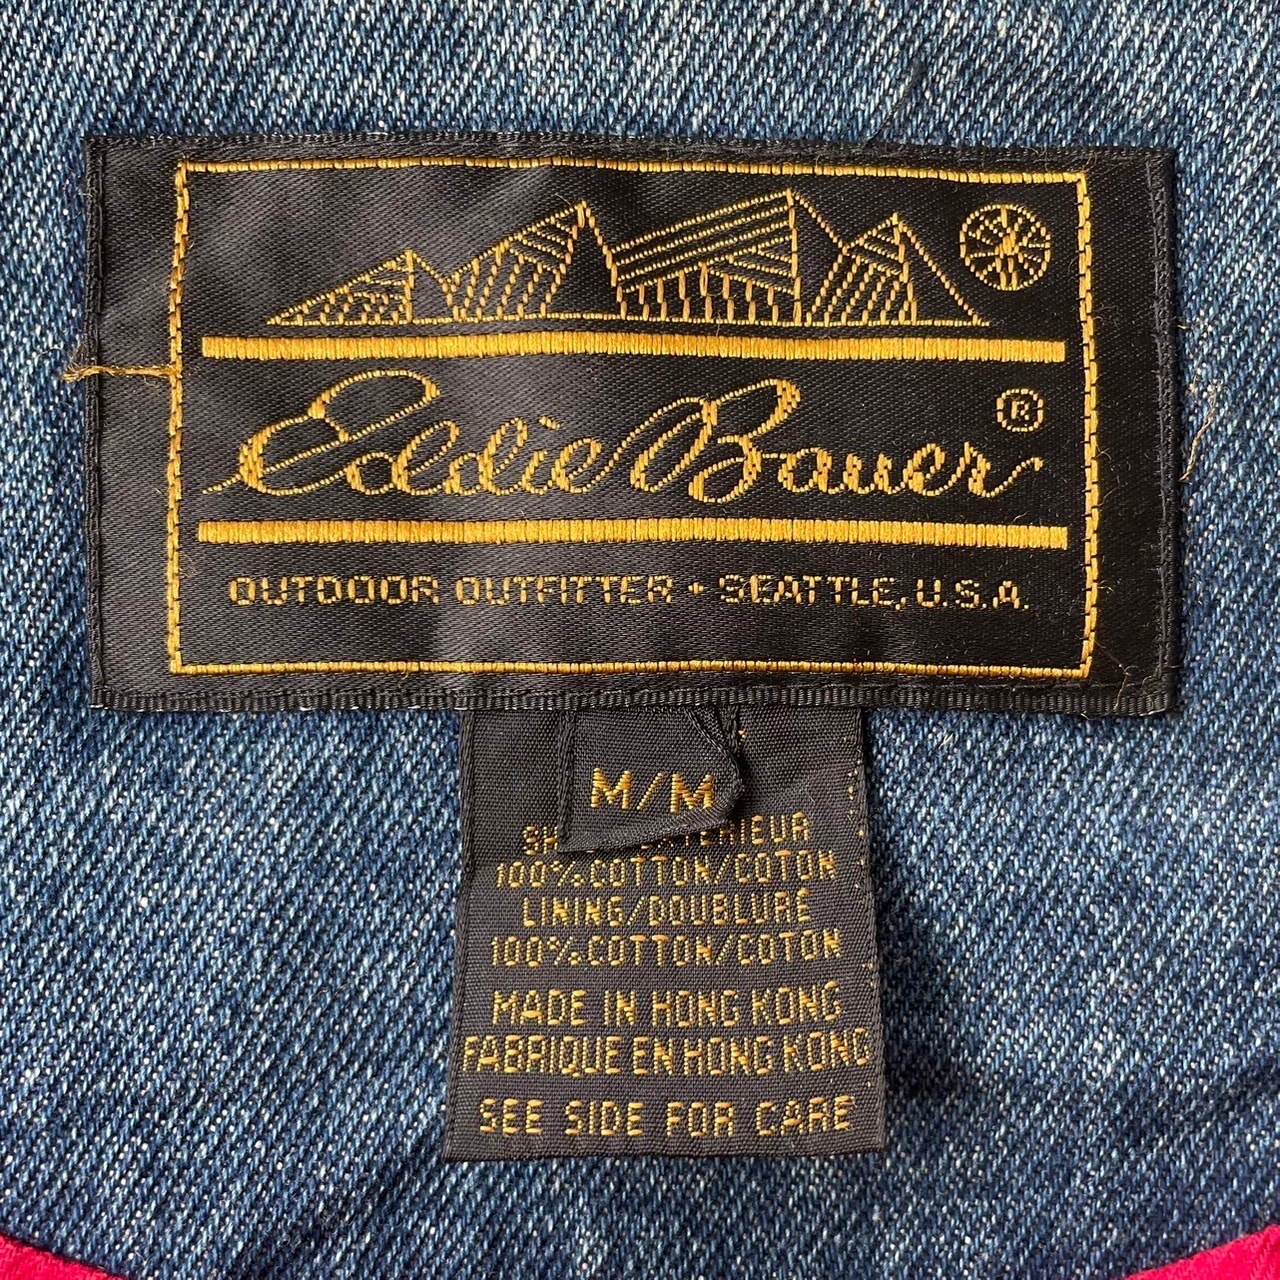 Eddie Bauer ®
OUTDOOR OUTFITTER • SEATTLE, U.S.A.
M/M
100% COTTON/COTON
LINING/DOUBLURE
100% COTTON/COTON
MADE IN HONG KONG
FABRIQUE EN HONG KONG
SEE SIDE FOR CARE